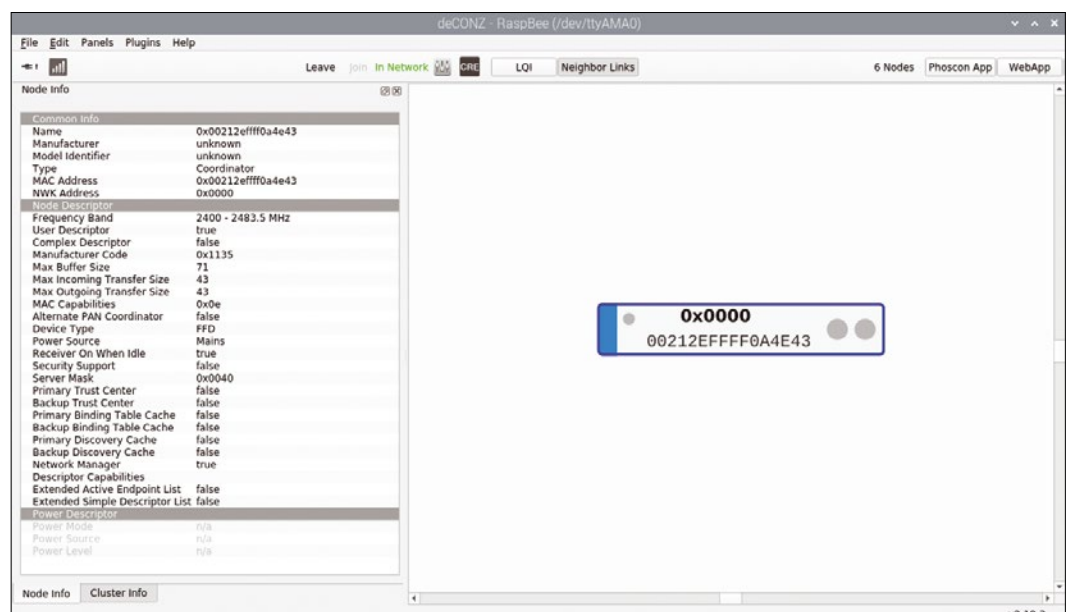 deCONZ - RaspBee (/dev/ttyAMA0)
File Edit Panels Plugins Help
Leave Join In Network CRE LQI Neighbor Links 6 Nodes Phoscon App WebApp
Node Info
Common Info
Name 0x00212effff0a4e43
Manufacturer unknown
Model Identifier unknown
Type Coordinator
MAC Address 0x00212effff0a4e43
NWK Address 0x0000
Node Descriptor
Frequency Band 2400 - 2483.5 MHz
User Descriptor true
Complex Descriptor false
Manufacturer Code 0x1135
Max Buffer Size 71
Max Incoming Transfer Size 43
Max Outgoing Transfer Size 43
MAC Capabilities 0x0e
Alternate PAN Coordinator false
Device Type FFD
Power Source Mains
Receiver On When Idle true
Security Support false
Server Mask 0x0040
Primary Trust Center false
Backup Trust Center false
Primary Binding Table Cache false
Backup Binding Table Cache false
Primary Discovery Cache false
Backup Discovery Cache false
Network Manager true
Descriptor Capabilities
Extended Active Endpoint List false
Extended Simple Descriptor List false
Power Descriptor
Power Mode n/a
Power Source n/a
Power Level n/a
0x0000
00212EFFFF0A4E43
Node Info Cluster Info